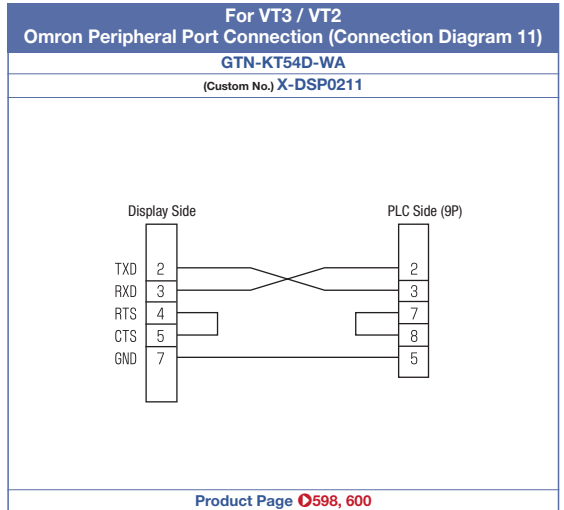 For VT3 / VT2
Omron Peripheral Port Connection (Connection Diagram 11)
GTN-KT54D-WA
(Custom No.) X-DSP0211
Display Side PLC Side (9P)
TXD 2 2
RXD 3 3
RTS 4 7
CTS 5 8
GND 7 5
Product Page 598, 600